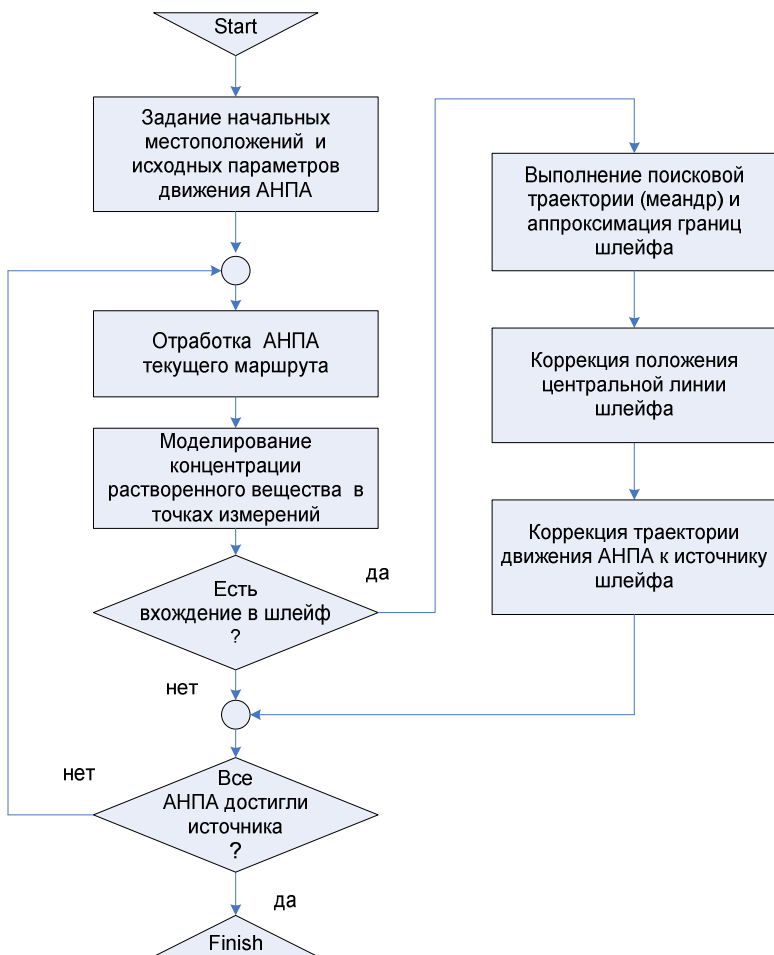 Start
Задание начальных
местоположений и
исходных параметров
движения АНПА
Отработка АНПА
текущего маршрута
Моделирование
концентрации
растворенного вещества в
точках измерений
Есть
вхождение в шлейф
?
да
нет
Выполнение поисковой
траектории (меандр) и
аппроксимация границ
шлейфа
Коррекция положения
центральной линии
шлейфа
Коррекция траектории
движения АНПА к источнику
шлейфа
Все
АНПА достигли
источника
?
нет
да
Finish